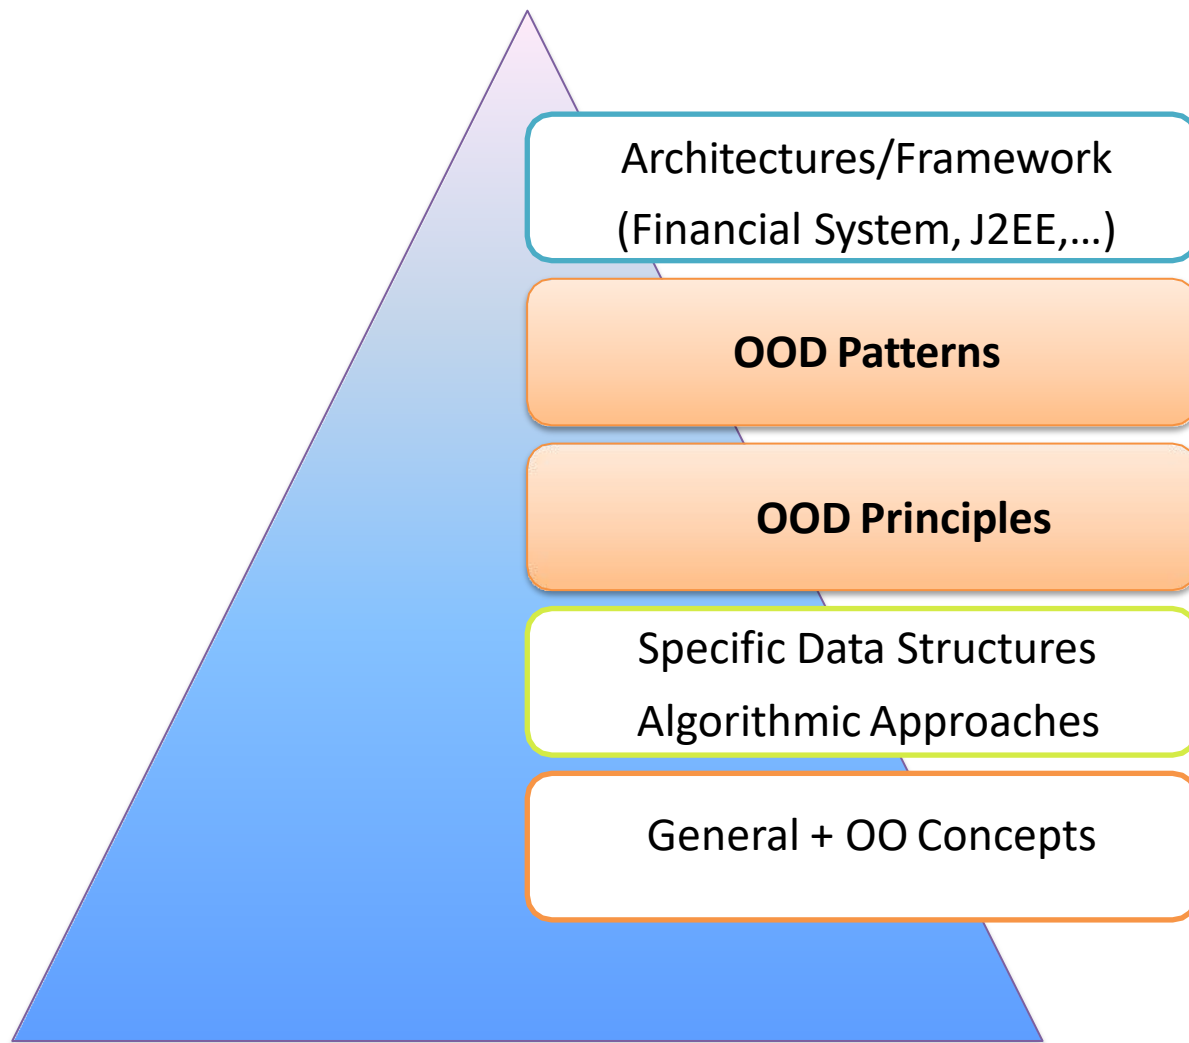 Architectures/Framework
(Financial System, J2EE,...)
OOD Patterns
OOD Principles
Specific Data Structures
Algorithmic Approaches
General + OO Concepts